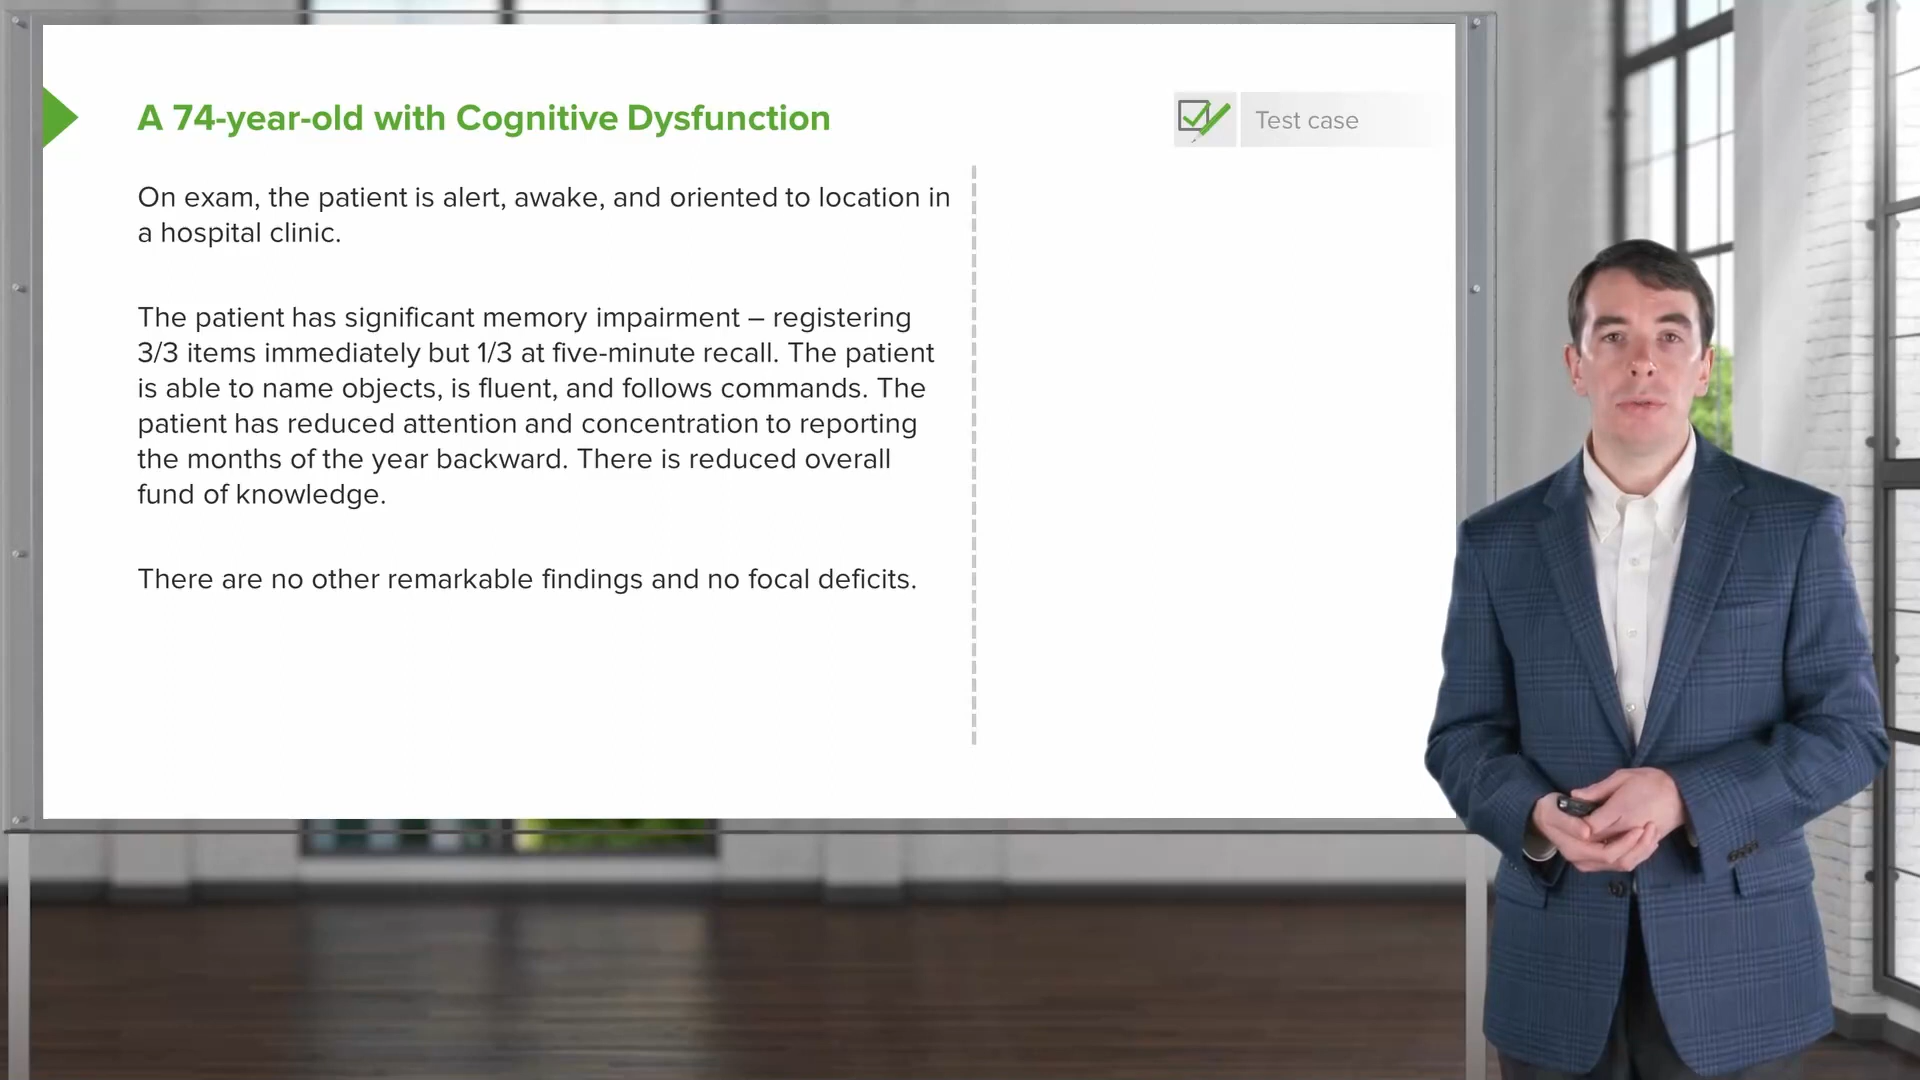 A 74-year-old with Cognitive Dysfunction
Test case
On exam, the patient is alert, awake, and oriented to location in
a hospital clinic.
The patient has significant memory impairment – registering
3/3 items immediately but 1/3 at five-minute recall. The patient
is able to name objects, is fluent, and follows commands. The
patient has reduced attention and concentration to reporting
the months of the year backward. There is reduced overall
fund of knowledge.
There are no other remarkable findings and no focal deficits.